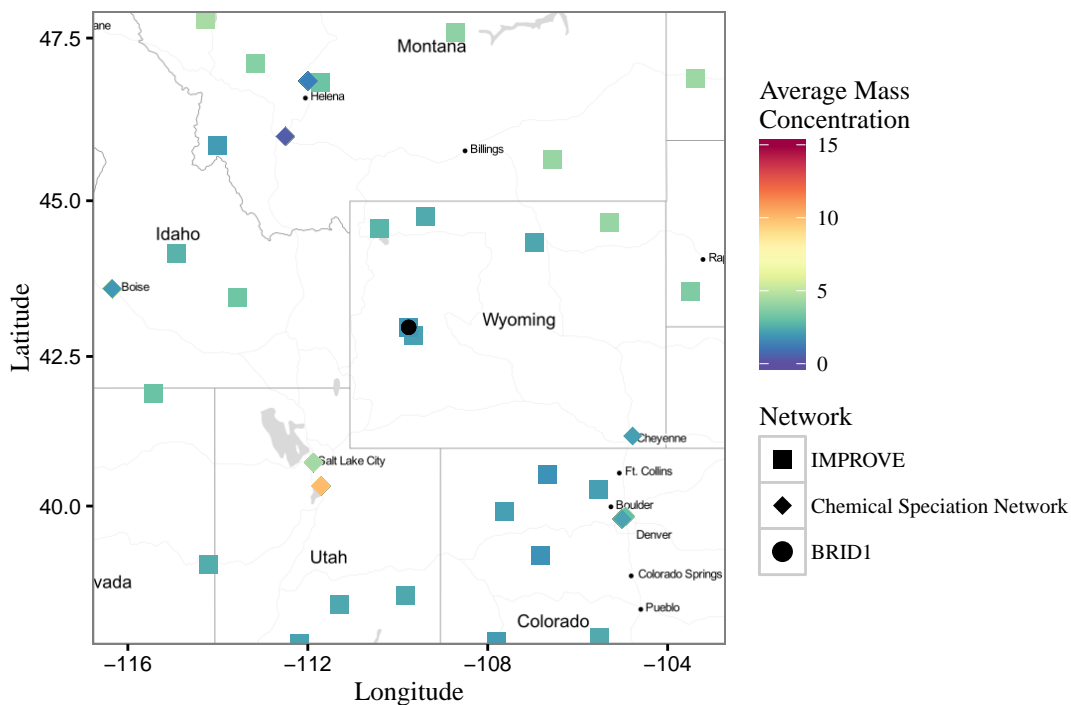 ane
Montana
Helena
Billings
Idaho
Boise
Rap
Wyoming
Cheyenne
Salt Lake City
Ft. Collins
Boulder
Denver
Utah
vada
Colorado Springs
Pueblo
Colorado
47.5
45.0
42.5
40.0
Latitude
−116
−112
−108
−104
Longitude
Average Mass
Concentration
15
10
5
0
Network
IMPROVE
Chemical Speciation Network
BRID1